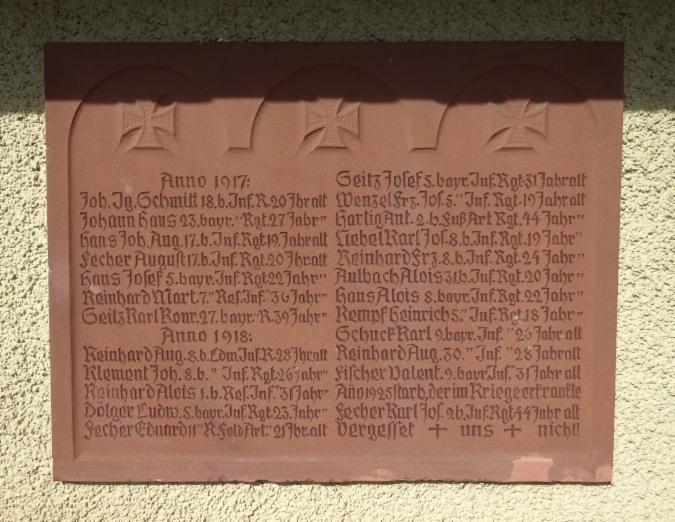 Anno 1917:
Joh. Jg. Schmitt 18. b. Inf. R. 20 Jhr alt
Johann Haus 23. bayr. " Rgt. 27 Jahr "
Hans Joh. Aug. 17. b. Inf. Rgt. 19. Jahr alt
Fecher August 17. b. Inf. Rgt. 20 Jhr alt
Hans Josef 5. bayr. Inf. Rgt 22 Jahr "
Reinhard Mart. 7. " Res. Inf. " 36 Jahr "
Seitz Karl Konr. 27. bayr " R. 39 Jahr "
Anno 1918:
Reinhard Aug. 8. b. Ldw. Inf. R. 28 Jhr alt
Klement Joh. 8. b. " Inf. Rgt. 26 Jahr "
Reinhard Alois 1. b. Res. Inf. " 31 Jahr "
Dölger Ludw. 5. bayr. Inf. Rgt. 23. Jahr "
Fecher Eduard 11 " R. Feld Art. " 21 Jhr. alt
Seitz Josef 5. bayr. Inf. Rgt. 31 Jahr alt
Wenzel Frz. Jos. 5. " Inf. Rgt. 19 Jahr alt
Hartig Ant. 2. b. Fuß Art Rgt. 44 Jahr "
Liebel Karl Jos. 8. b. Inf. Rgt. 19 Jahr "
Reinhard Frz. 8. b. Inf. Rgt. 24 Jahr "
Aulbach Alois 31. b. Inf. Rgt. 20 Jahr "
Hans Alois 8. bayr. Inf. Rgt. 22 Jahr "
Rempf Heinrich 5. " Inf. Rgt. 18 Jahr "
Schuck Karl 9. bayr. Inf. " 26 Jahr alt
Reinhard Aug. 30. " Inf. " 28 Jahr alt
Fischer Valent. 9. bayr. Inf. " 31 Jahr alt
Ano 1925 starb, der im Kriege erkrankte
Fecher Karl Jos. 9. b. Inf. Rgt 44 Jahr alt
Vergesset + uns + nicht!